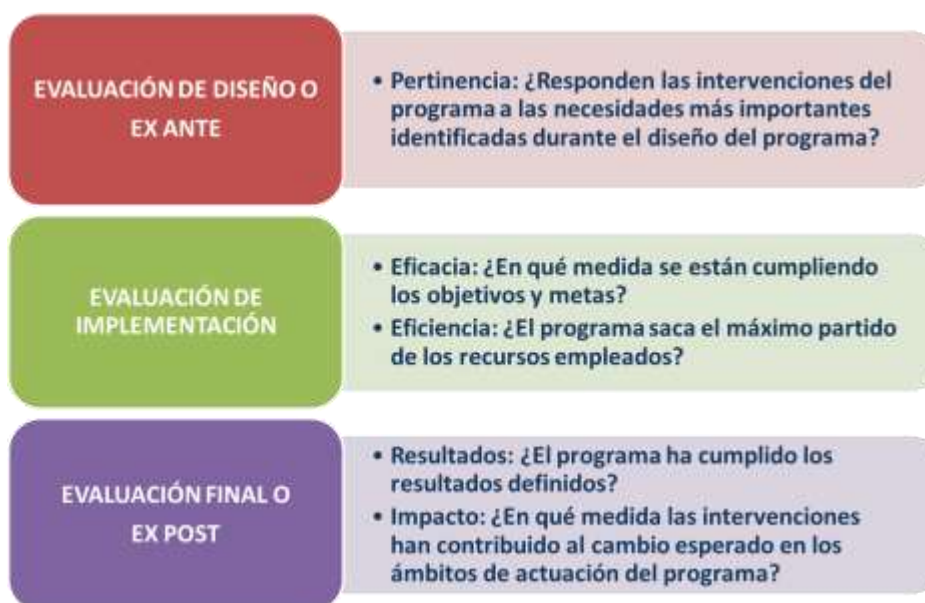 EVALUACIÓN DE DISEÑO O
EX ANTE
• Pertinencia: ¿Responden las intervenciones del
programa a las necesidades más importantes
identificadas durante el diseño del programa?
EVALUACIÓN DE
IMPLEMENTACIÓN
• Eficacia: ¿En qué medida se están cumpliendo
los objetivos y metas?
• Eficiencia: ¿El programa saca el máximo partido
de los recursos empleados?
EVALUACIÓN FINAL O
EX POST
• Resultados: ¿El programa ha cumplido los
resultados definidos?
• Impacto: ¿En qué medida las intervenciones
han contribuido al cambio esperado en los
ámbitos de actuación del programa?